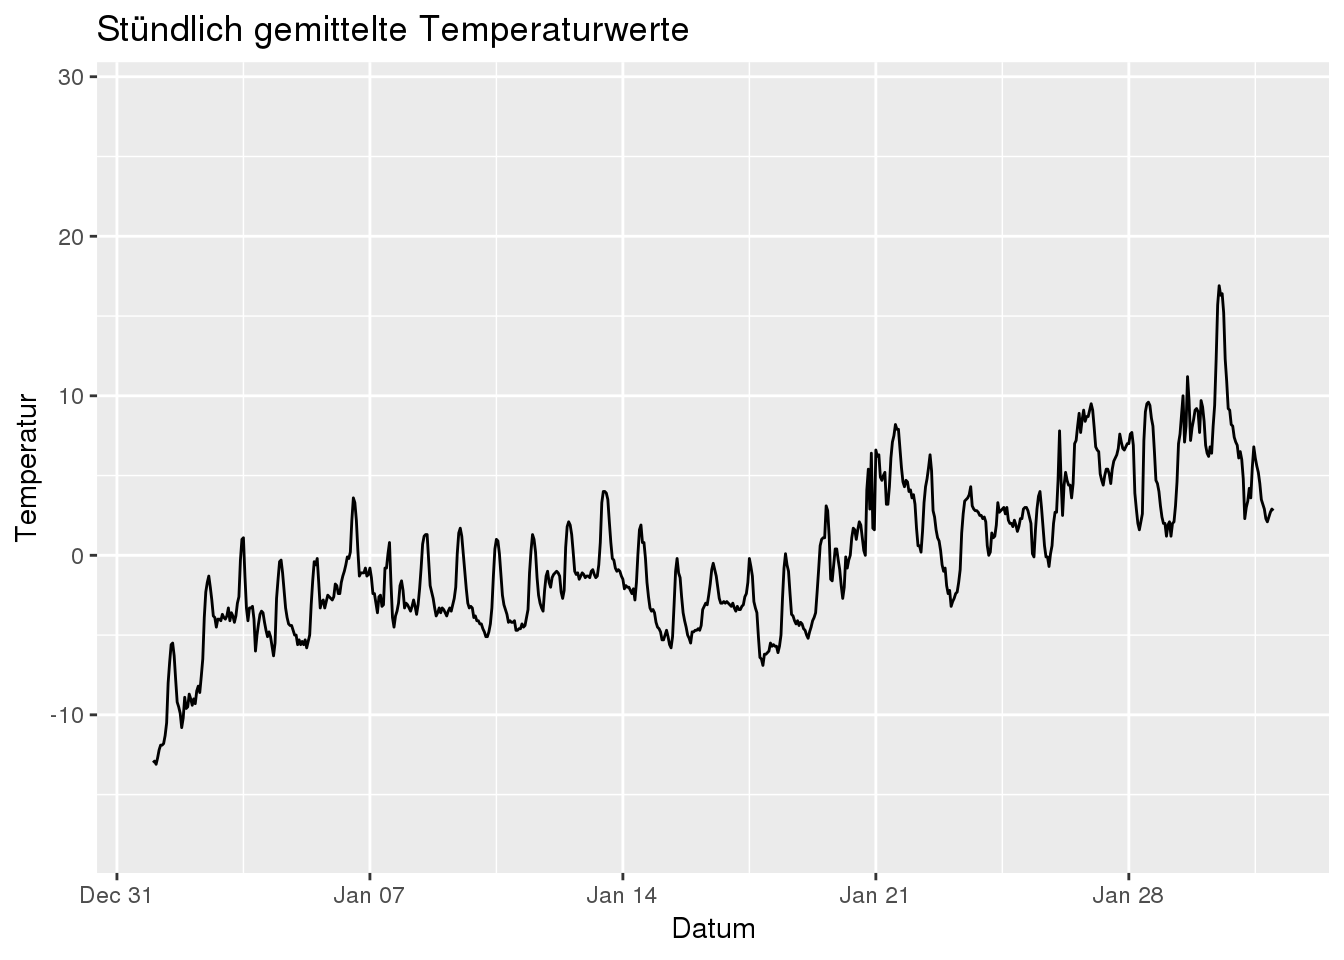 Stündlich gemittelte Temperaturwerte
30
20
10
0
-10
Temperatur
Dec 31
Jan 07
Jan 14
Jan 21
Jan 28
Datum